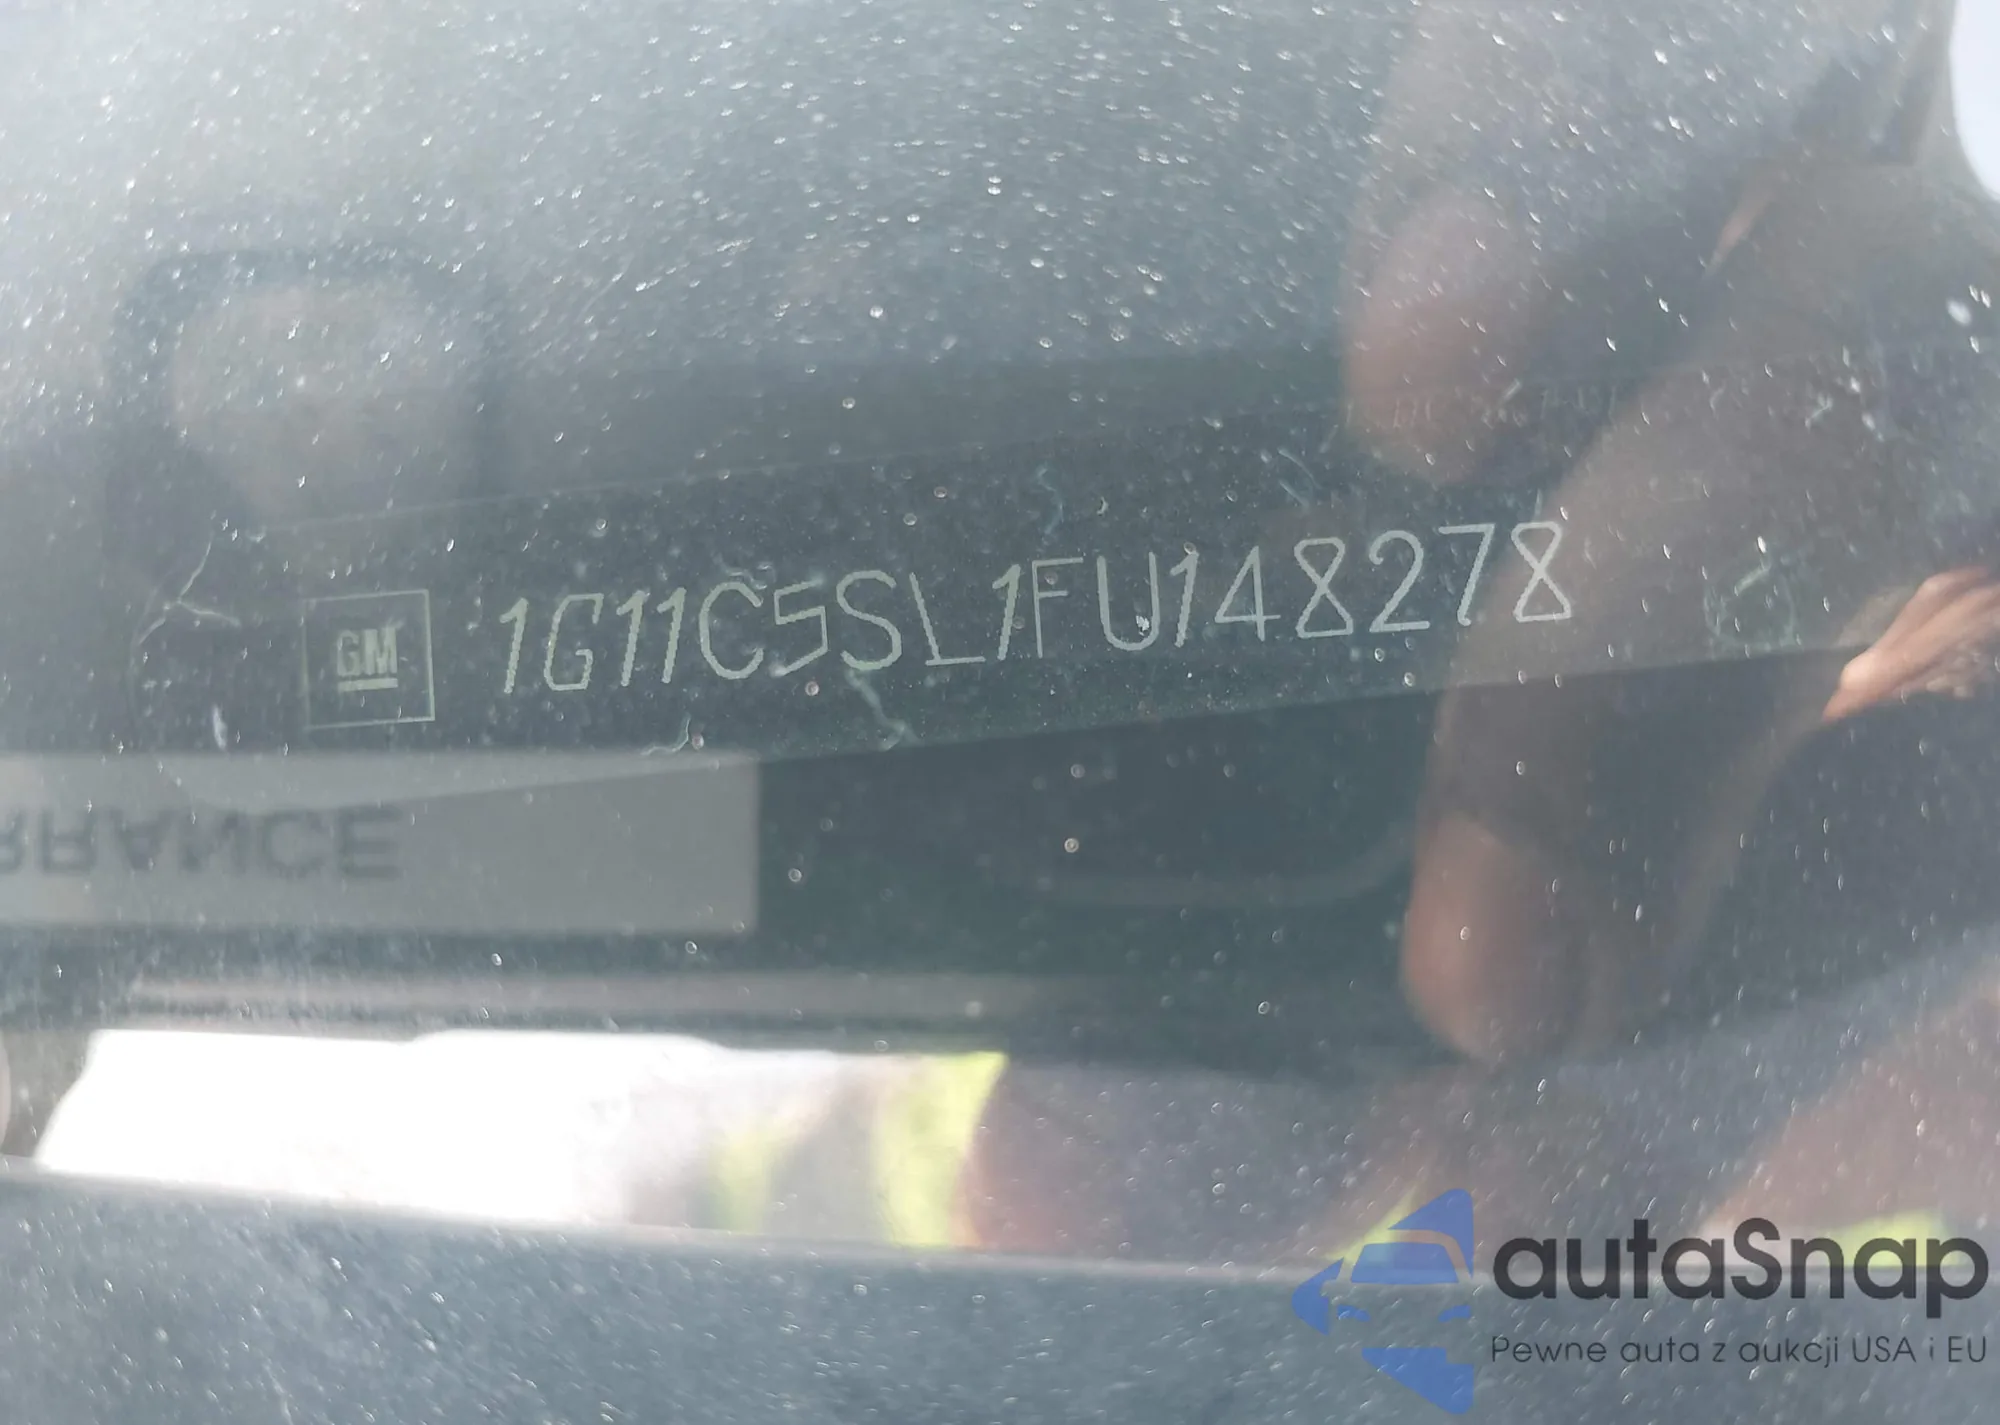 GM 1G11C5SL1FU148278
RRANCE
autaSnap
Pewne auta z aukcji USA i EU